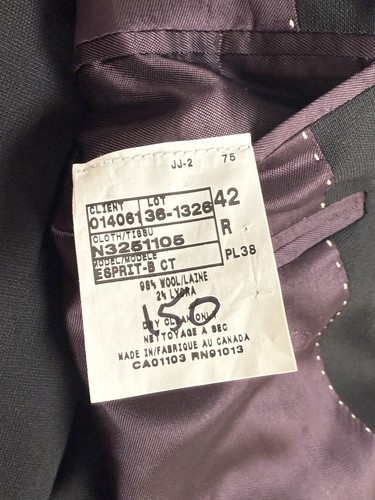 JJ-2 75
CLIENT LOT
014061 36-1326 42
CLOTH/TISSU R
N3251105
MODEL/MODELE PL38
ESPRIT-B CT
98% WOOL/LAINE
2% LYCRA
150
DRY CLEAN ONLY
NETTOYAGE A SEC
MADE IN/FABRIQUE AU CANADA
CA01103 RN91013